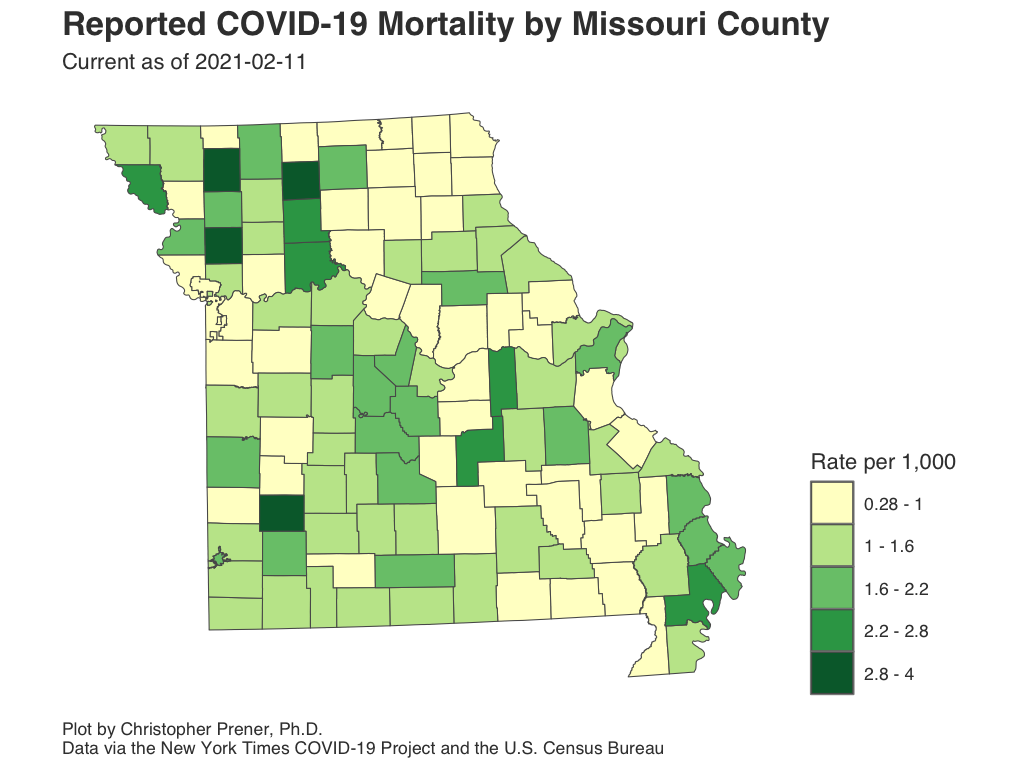 Reported COVID-19 Mortality by Missouri County
Current as of 2021-02-11
Rate per 1,000
0.28 - 1
1 - 1.6
1.6 - 2.2
2.2 - 2.8
2.8 - 4
Plot by Christopher Prener, Ph.D.
Data via the New York Times COVID-19 Project and the U.S. Census Bureau